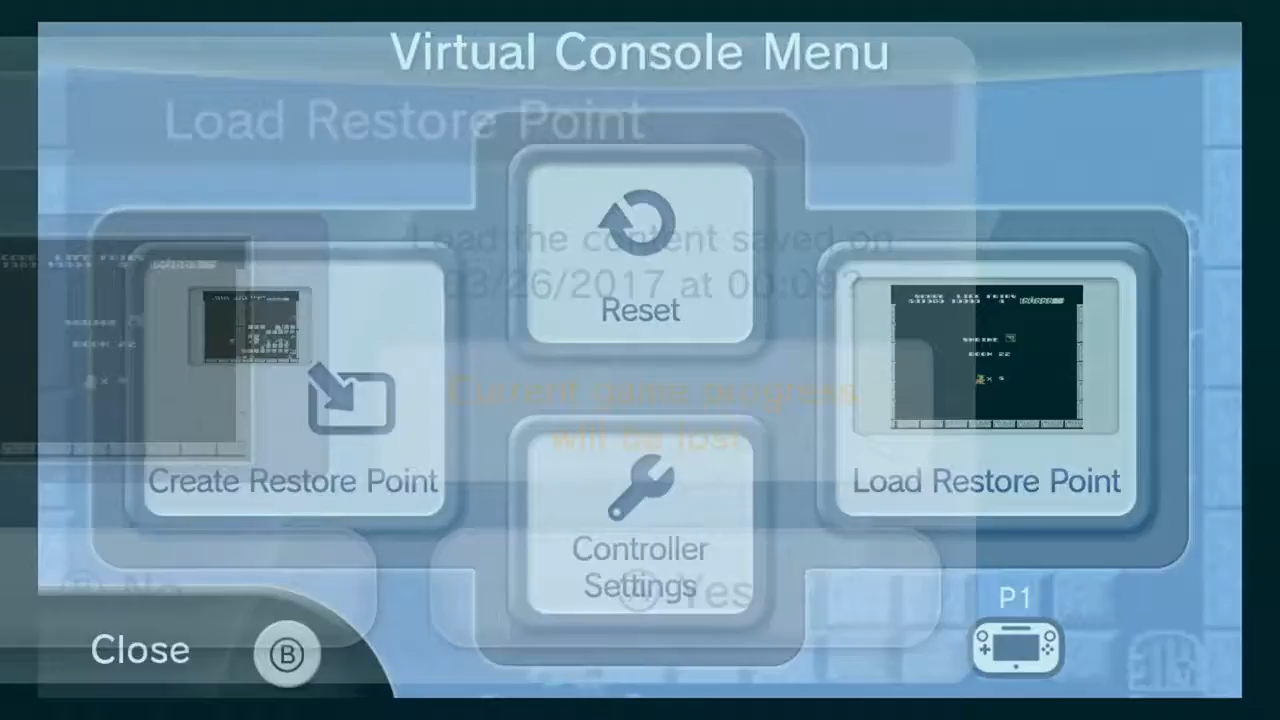 Virtual Console Menu
Load Restore Point
Load the content saved on
03/26/2017 at 00:09?
Reset
Current game progress
will be lost.
Create Restore Point
Load Restore Point
Controller
Settings
No
Yes
P1
Close
B